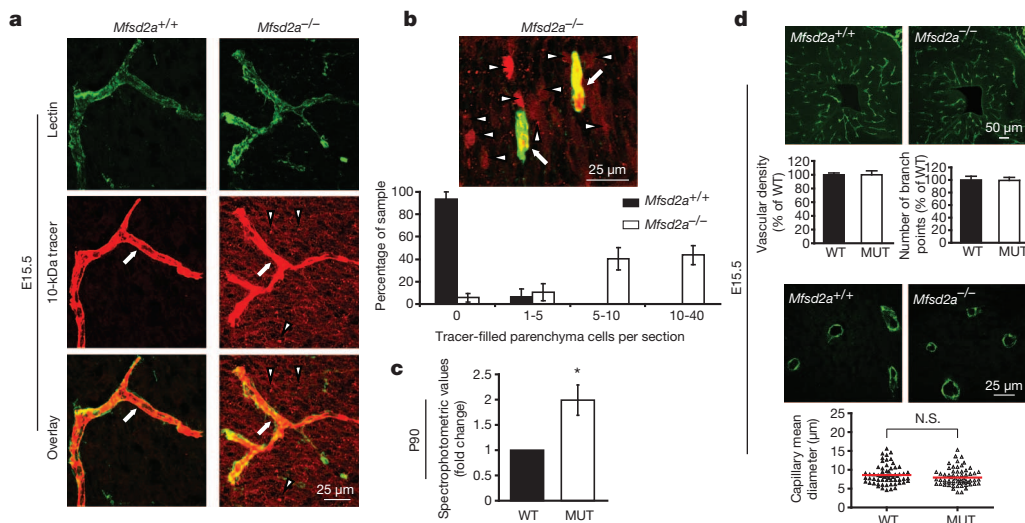 a
Mfsd2a+/+
Mfsd2a−/−
E15.5
Lectin
10-kDa tracer
Overlay
25 µm
b
Mfsd2a−/−
25 µm
Percentage of sample
100
80
60
40
20
0
Mfsd2a+/+
Mfsd2a−/−
0
1-5
5-10
10-40
Tracer-filled parenchyma cells per section
c
P90
Spectrophotometric values
(fold change)
2.5
2
1.5
1
0.5
0
*
WT
MUT
d
E15.5
Mfsd2a+/+
Mfsd2a−/−
50 µm
Vascular density
(% of WT)
120
100
80
60
40
20
0
WT
MUT
Number of branch
points (% of WT)
120
100
80
60
40
20
0
WT
MUT
Mfsd2a+/+
Mfsd2a−/−
25 µm
Capillary mean
diameter (µm)
20
15
10
5
0
N.S.
WT
MUT